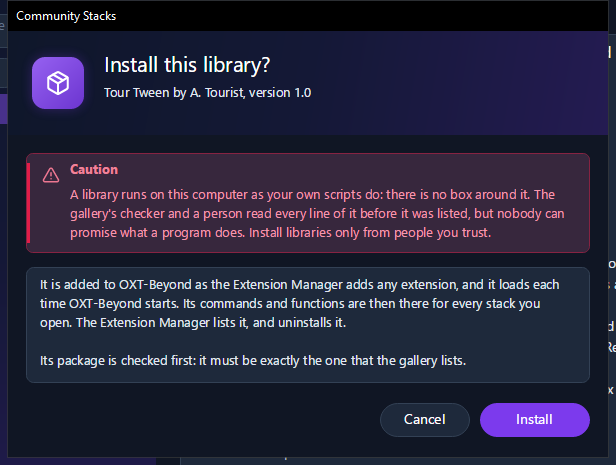 Community Stacks
Install this library?
Tour Tween by A. Tourist, version 1.0
Caution
A library runs on this computer as your own scripts do: there is no box around it. The
gallery's checker and a person read every line of it before it was listed, but nobody can
promise what a program does. Install libraries only from people you trust.
It is added to OXT-Beyond as the Extension Manager adds any extension, and it loads each
time OXT-Beyond starts. Its commands and functions are then there for every stack you
open. The Extension Manager lists it, and uninstalls it.
Its package is checked first: it must be exactly the one that the gallery lists.
Cancel
Install